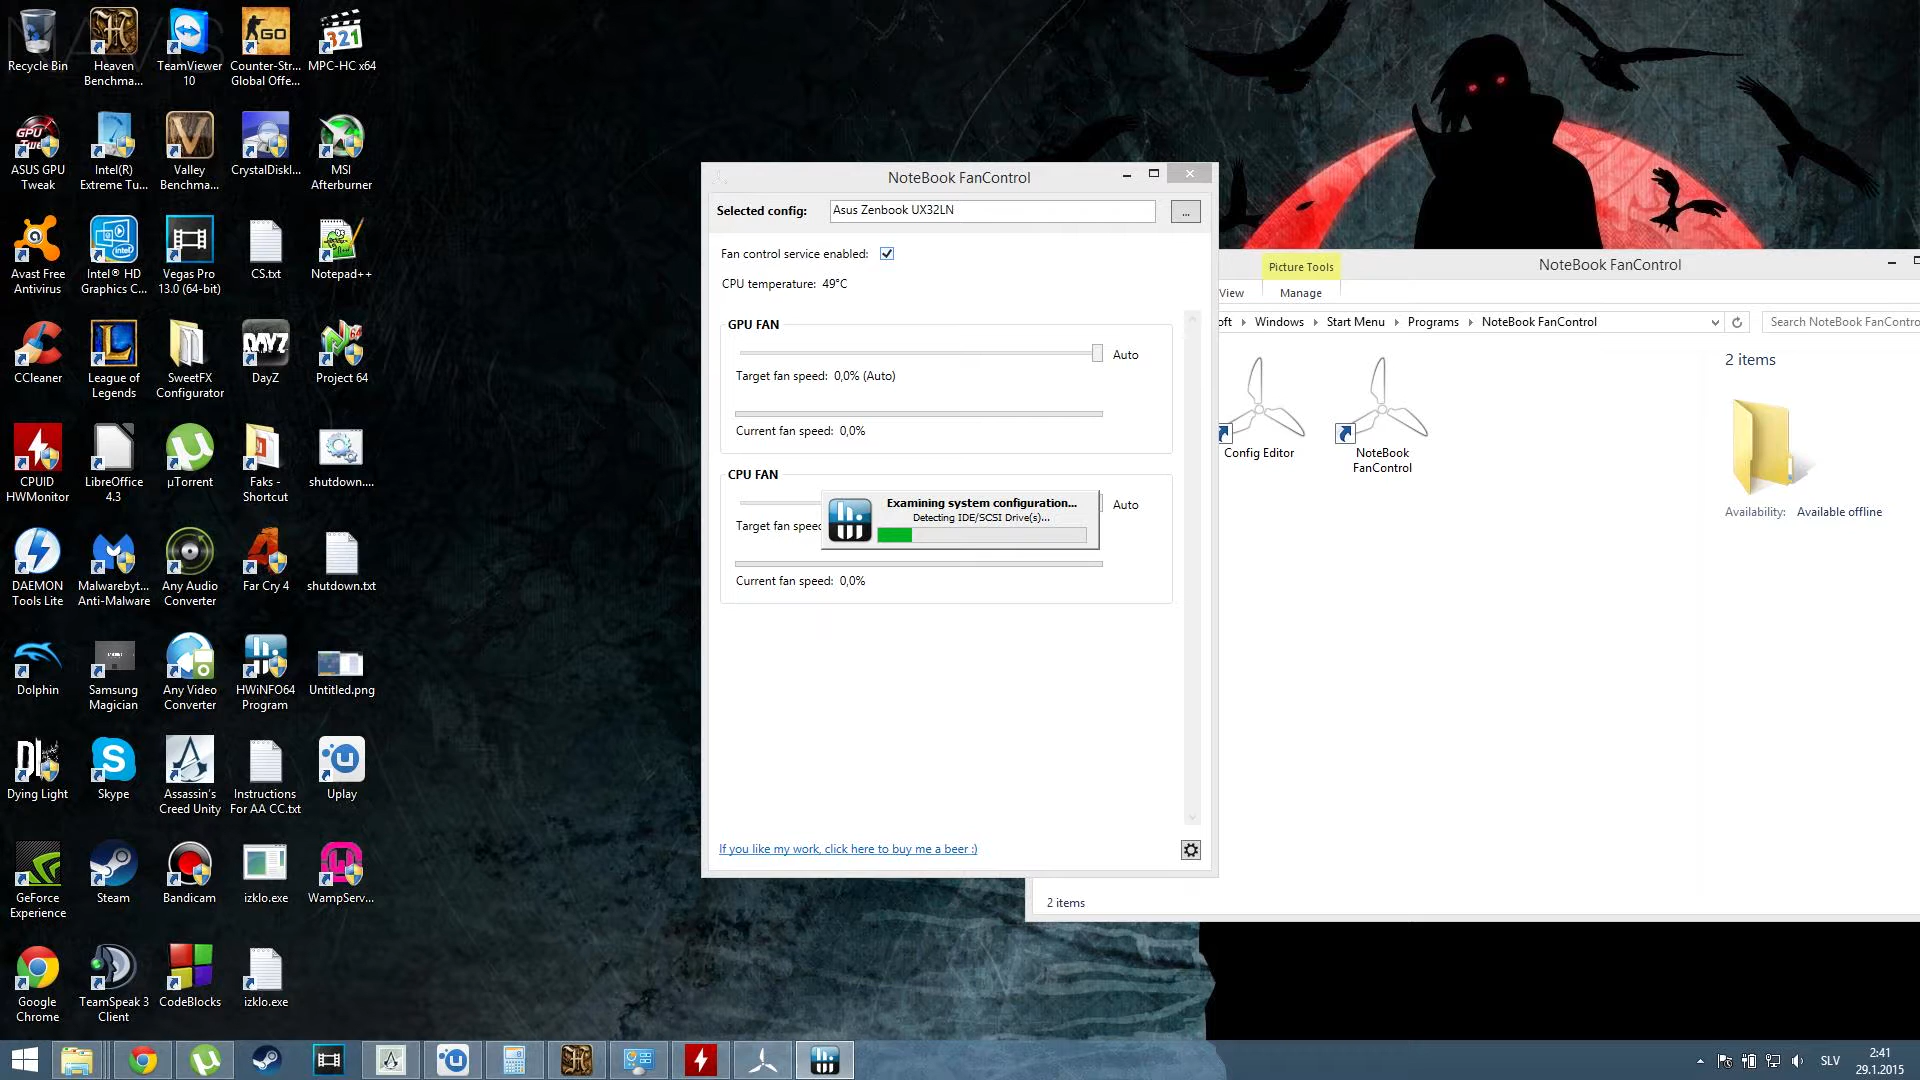 Recycle Bin
Heaven
Benchma...
TeamViewer
10
Counter-Str...
Global Offe...
MPC-HC x64
ASUS GPU
Tweak
Intel(R)
Extreme Tu...
Valley
Benchma...
CrystalDiskI...
MSI
Afterburner
Avast Free
Antivirus
Intel® HD
Graphics C...
Vegas Pro
13.0 (64-bit)
CS.txt
Notepad++
CCleaner
League of
Legends
SweetFX
Configurator
DayZ
Project 64
CPUID
HWMonitor
LibreOffice
4.3
µTorrent
Faks -
Shortcut
shutdown....
DAEMON
Tools Lite
Malwarebyt...
Anti-Malware
Any Audio
Converter
Far Cry 4
shutdown.txt
Dolphin
Samsung
Magician
Any Video
Converter
HWiNFO64
Program
Untitled.png
Dying Light
Skype
Assassin's
Creed Unity
Instructions
For AA CC.txt
Uplay
GeForce
Experience
Steam
Bandicam
izklo.exe
WampServ...
Google
Chrome
TeamSpeak 3
Client
CodeBlocks
izklo.exe
NoteBook FanControl
Selected config:
Asus Zenbook UX32LN
...
Fan control service enabled:
CPU temperature: 49°C
GPU FAN
Auto
Target fan speed: 0,0% (Auto)
Current fan speed: 0,0%
CPU FAN
Auto
Target fan speed
Examining system configuration...
Detecting IDE/SCSI Drive(s)...
Current fan speed: 0,0%
If you like my work, click here to buy me a beer :)
Picture Tools
NoteBook FanControl
View
Manage
oft
Windows
Start Menu
Programs
NoteBook FanControl
Search NoteBook FanContro
Config Editor
NoteBook
FanControl
2 items
Availability: Available offline
2 items
SLV
2:41
29.1.2015